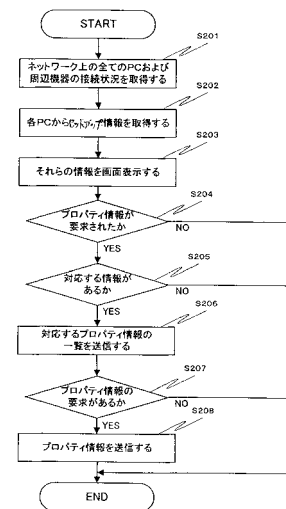 START
S201
ネットワーク上の全てのPCおよび
周辺機器の接続状況を取得する
S202
各PCからセットアップ情報を取得する
S203
それらの情報を画面表示する
S204
プロパティ情報が
要求されたか
NO
YES
S205
対応する情報が
あるか
NO
YES
S206
対応するプロパティ情報の
一覧を送信する
S207
プロパティ情報の
要求があるか
NO
YES
S208
プロパティ情報を送信する
END